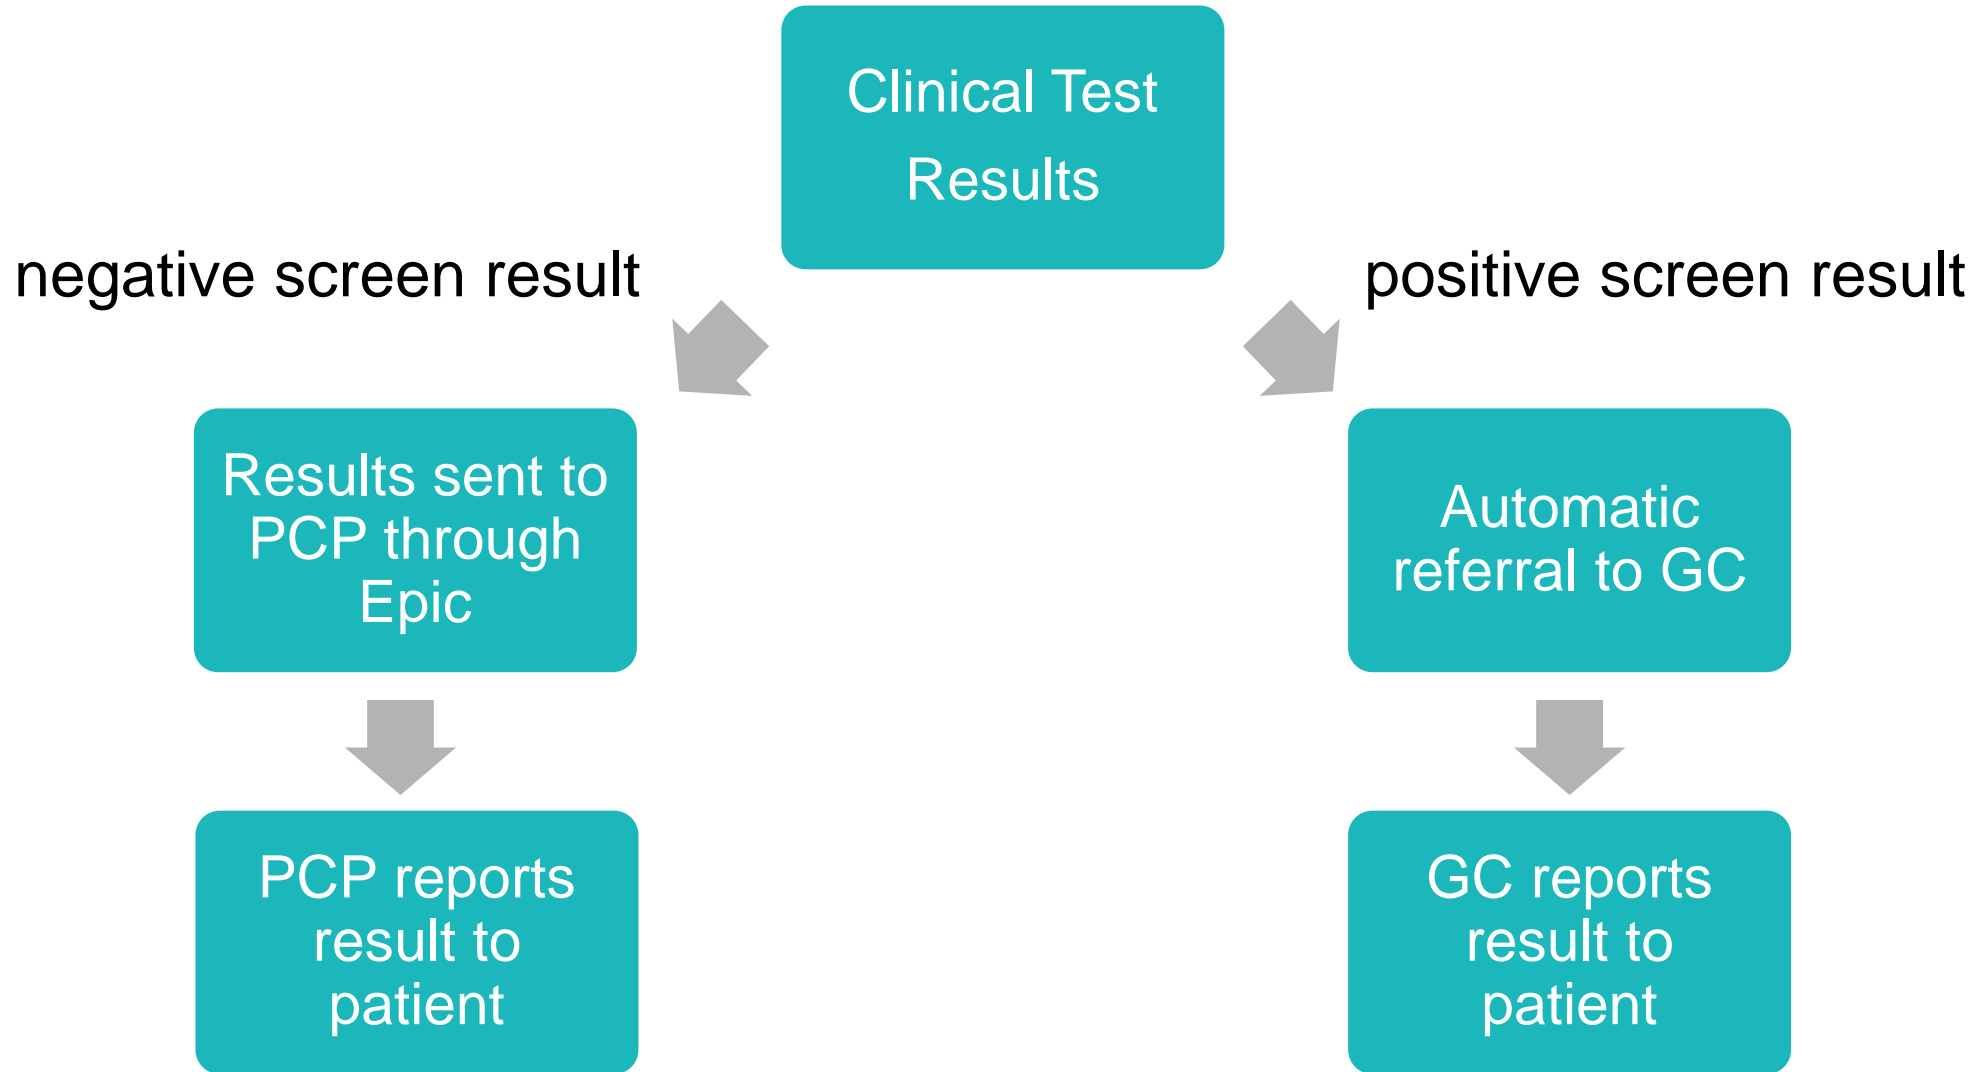 Clinical Test
Results
negative screen result
positive screen result
Results sent to
PCP through
Epic
Automatic
referral to GC
PCP reports
result to
patient
GC reports
result to
patient